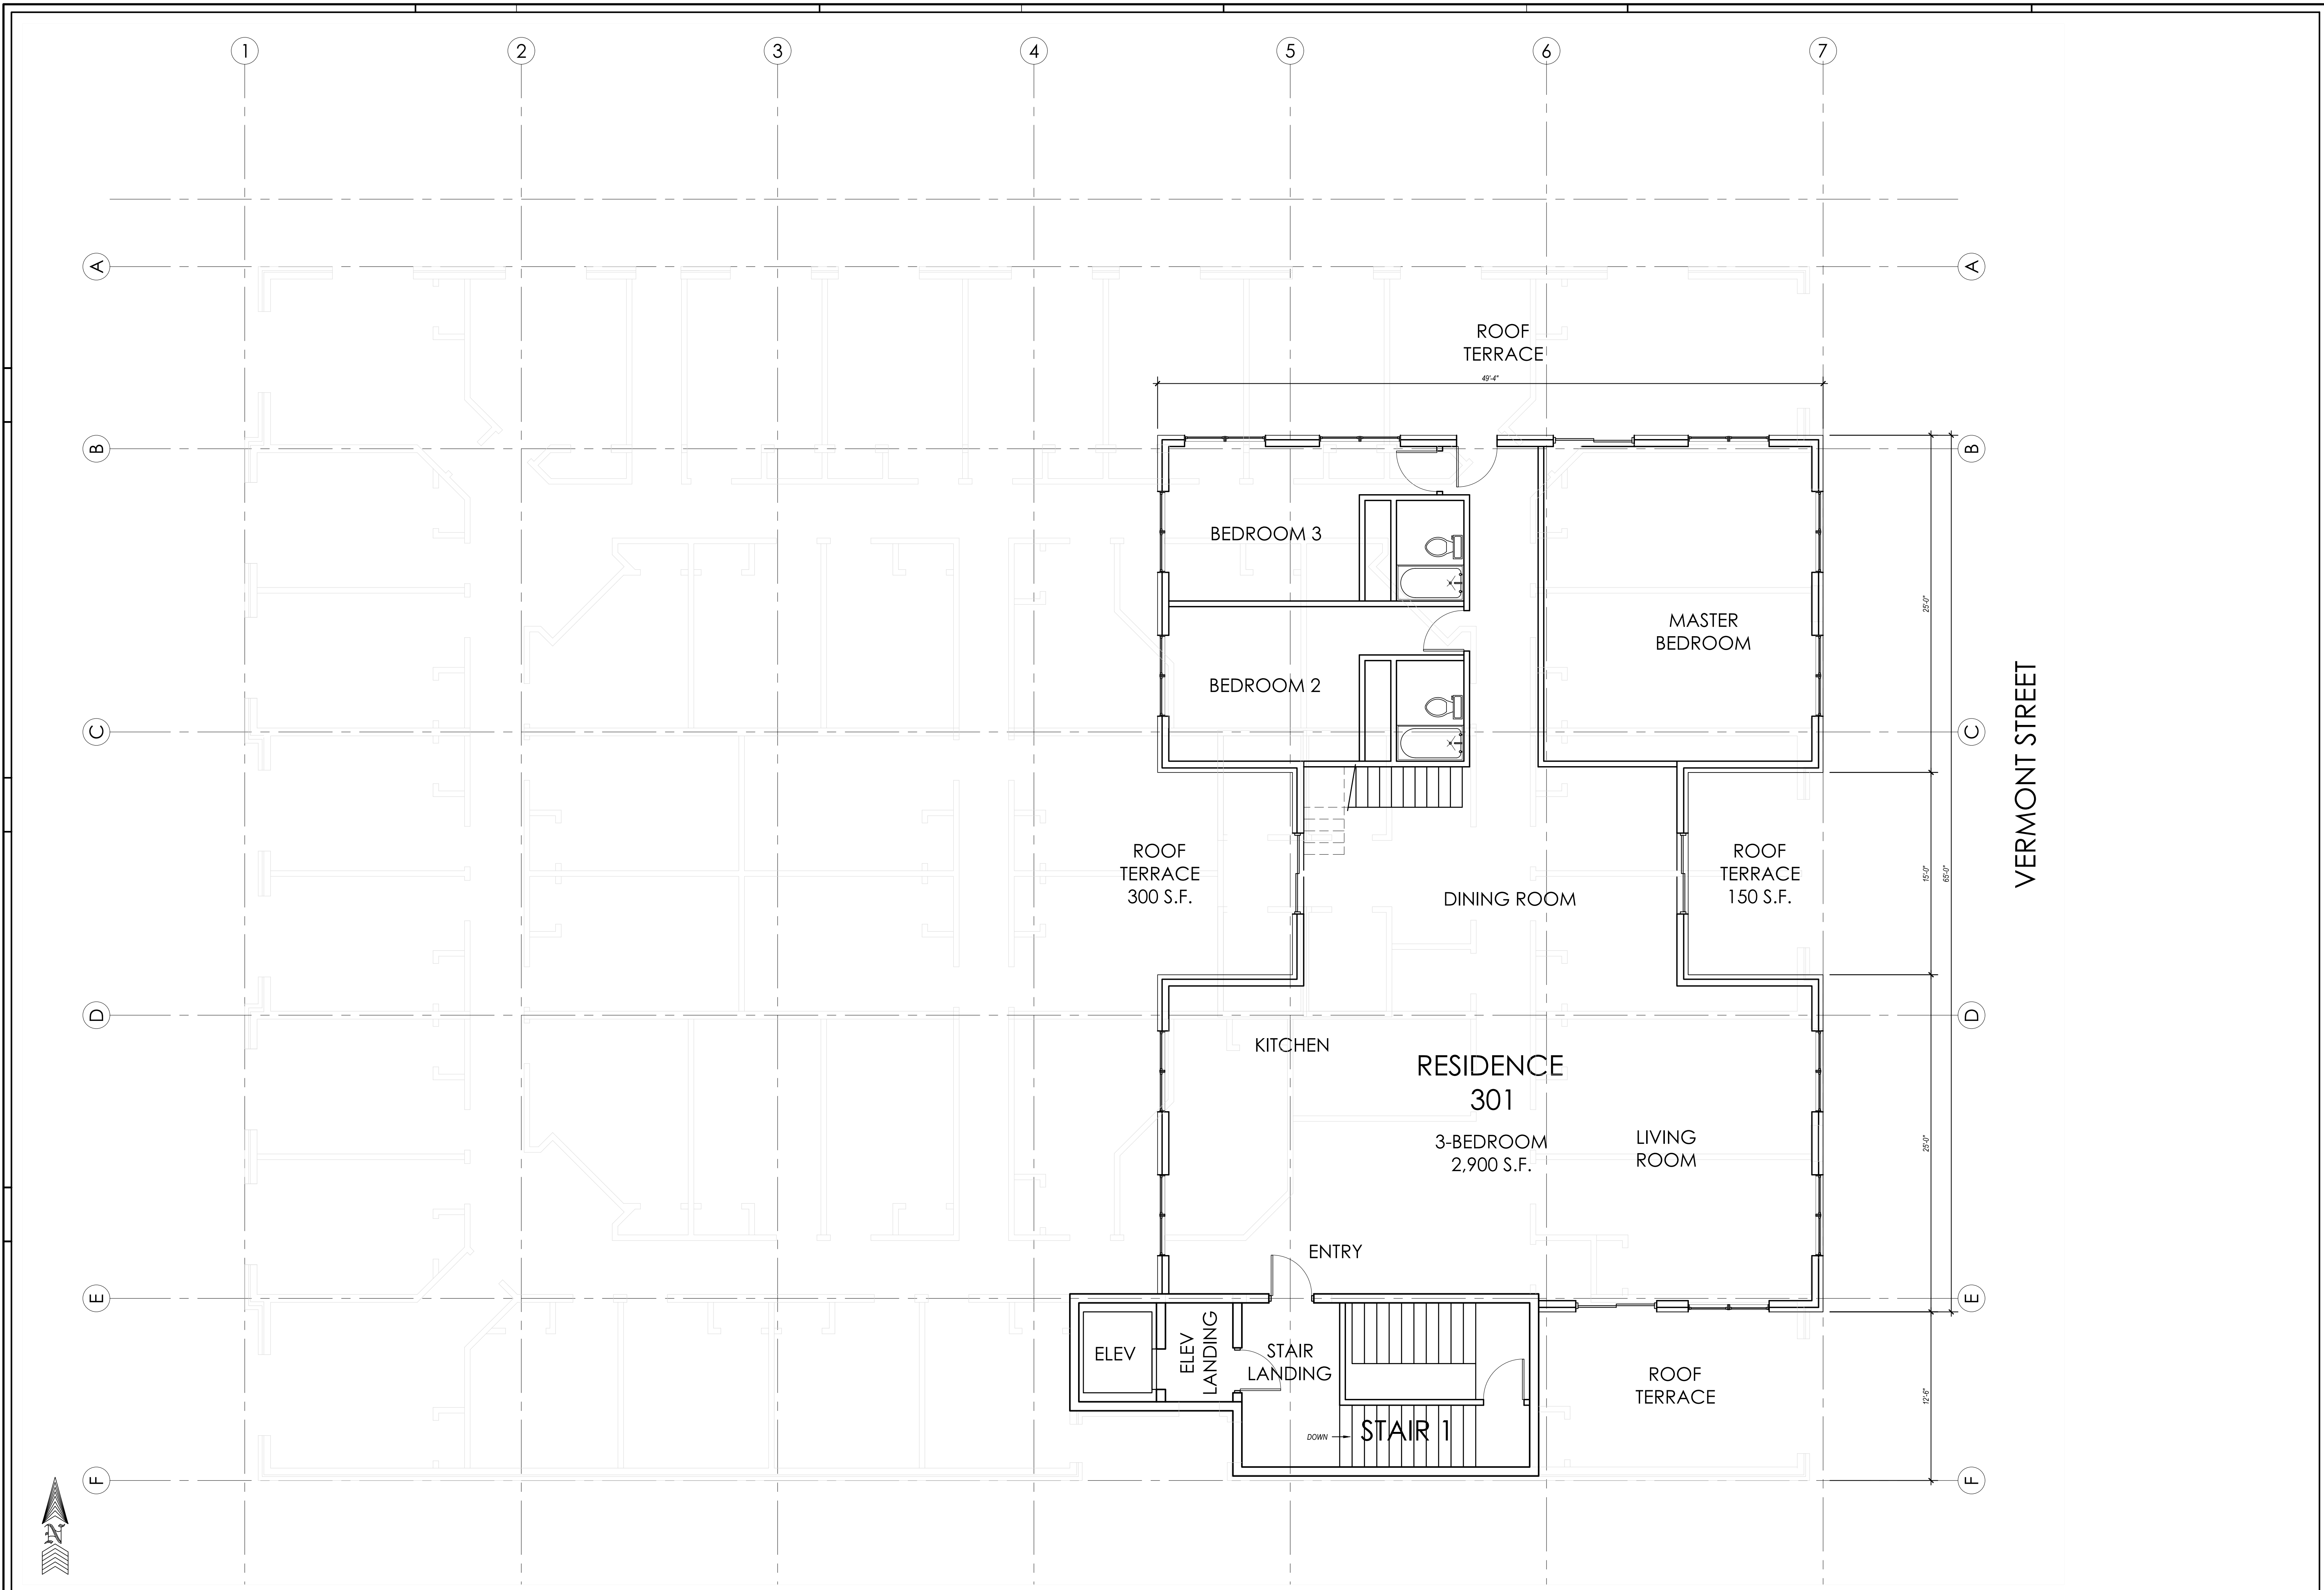 1
2
3
4
5
6
7
A
A
ROOF
TERRACE
49'-4"
B
B
BEDROOM 3
25'-0"
MASTER
BEDROOM
BEDROOM 2
C
C
VERMONT STREET
ROOF
TERRACE
300 S.F.
DINING ROOM
ROOF
TERRACE
150 S.F.
15'-0"
65'-0"
D
D
KITCHEN
RESIDENCE
301
3-BEDROOM
2,900 S.F.
LIVING
ROOM
25'-0"
ENTRY
E
E
ELEV
ELEV
LANDING
STAIR
LANDING
ROOF
TERRACE
12'-6"
DOWN
STAIR 1
F
F
N